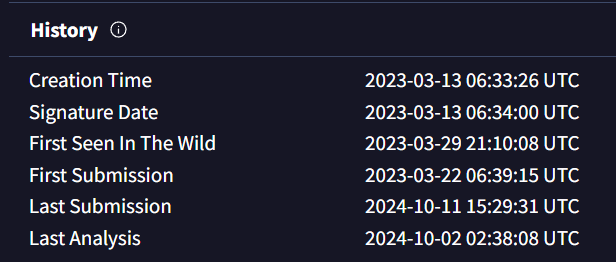 History
Creation Time 2023-03-13 06:33:26 UTC
Signature Date 2023-03-13 06:34:00 UTC
First Seen In The Wild 2023-03-29 21:10:08 UTC
First Submission 2023-03-22 06:39:15 UTC
Last Submission 2024-10-11 15:29:31 UTC
Last Analysis 2024-10-02 02:38:08 UTC